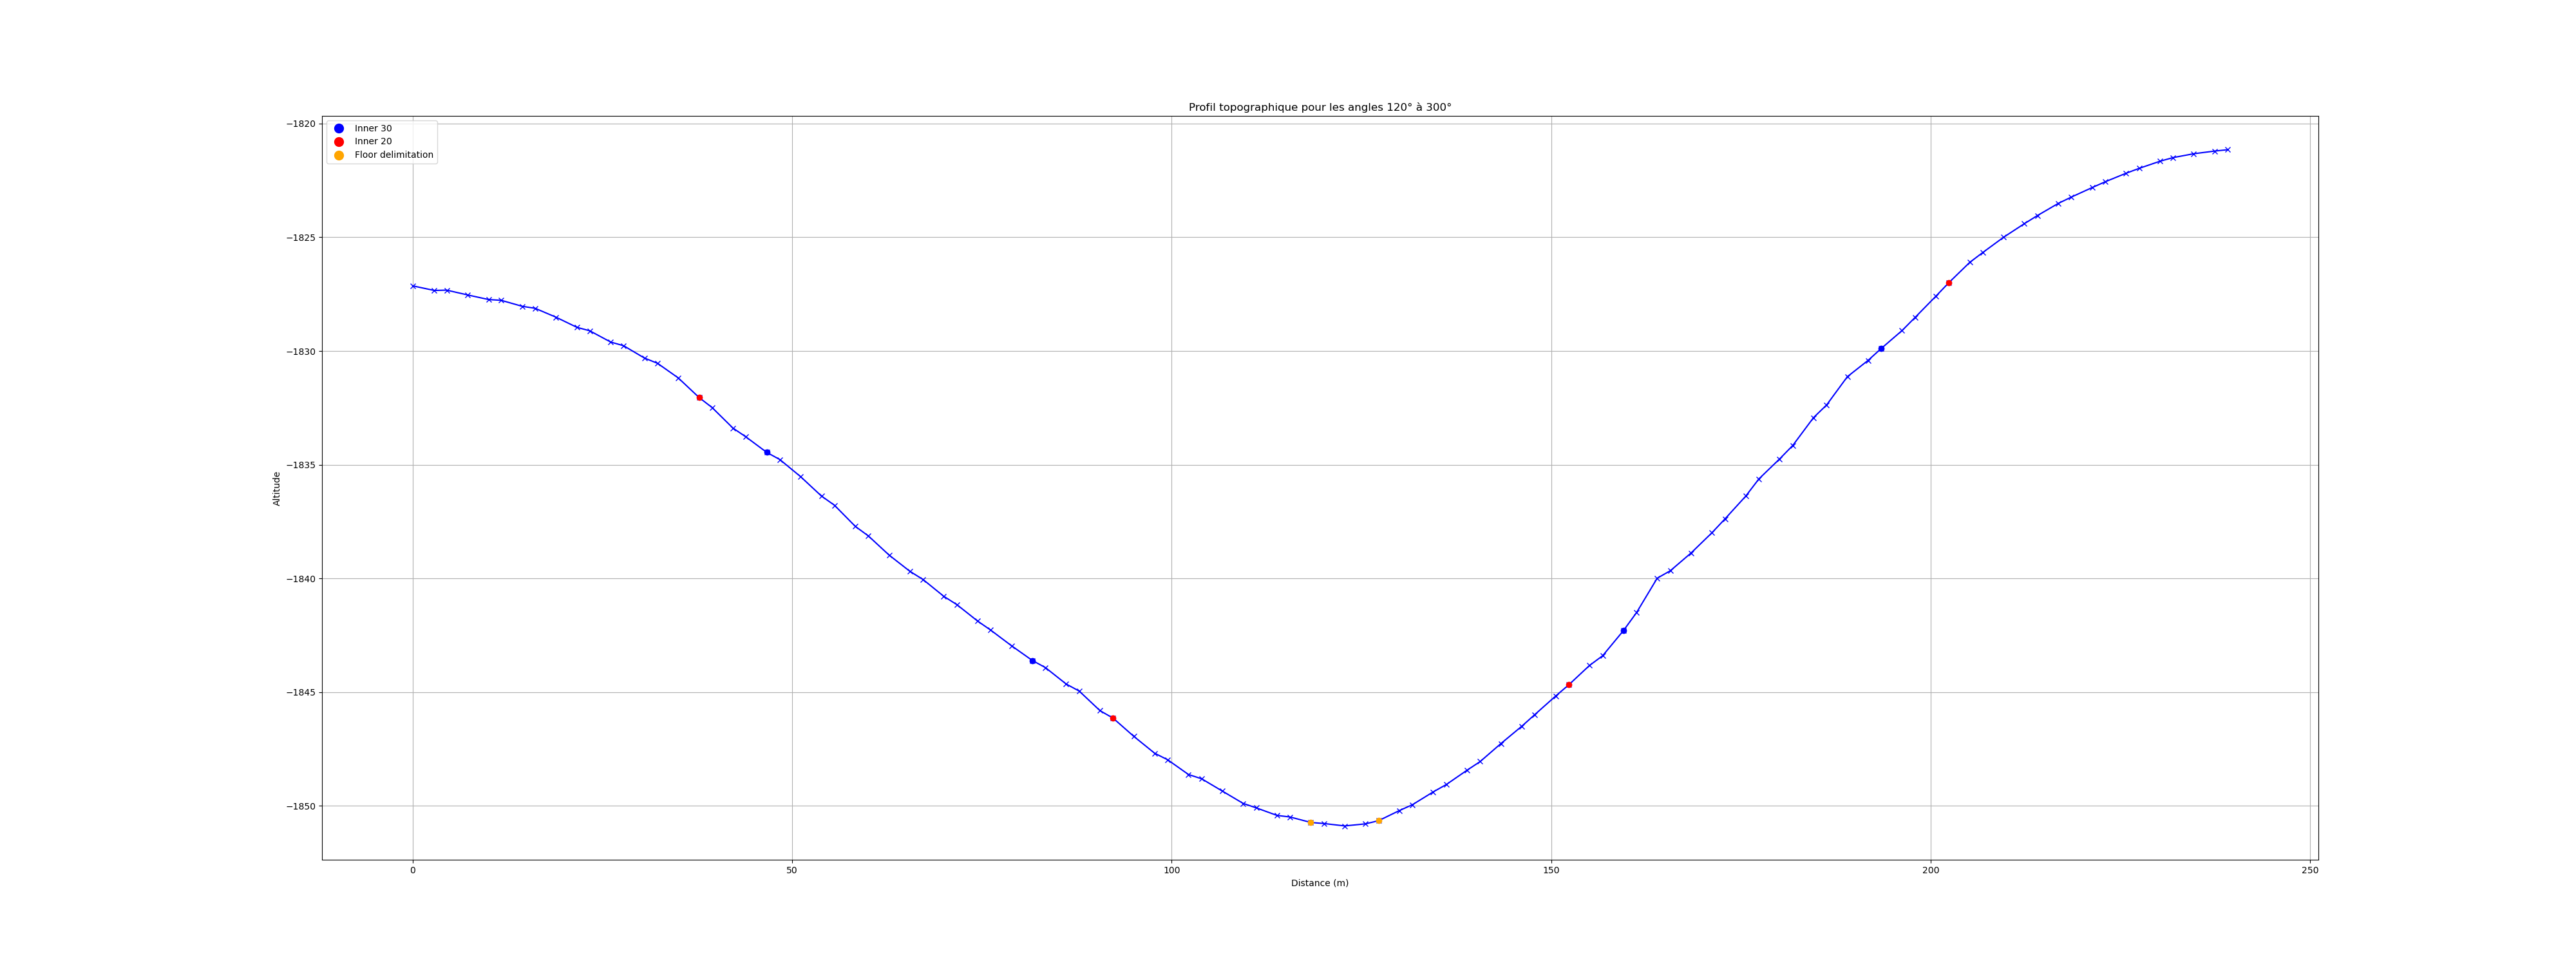 Profil topographique pour les angles 120° à 300°
Inner 30
Inner 20
Floor delimitation
−1820
−1825
−1830
−1835
−1840
−1845
−1850
Altitude
0
50
100
150
200
250
Distance (m)